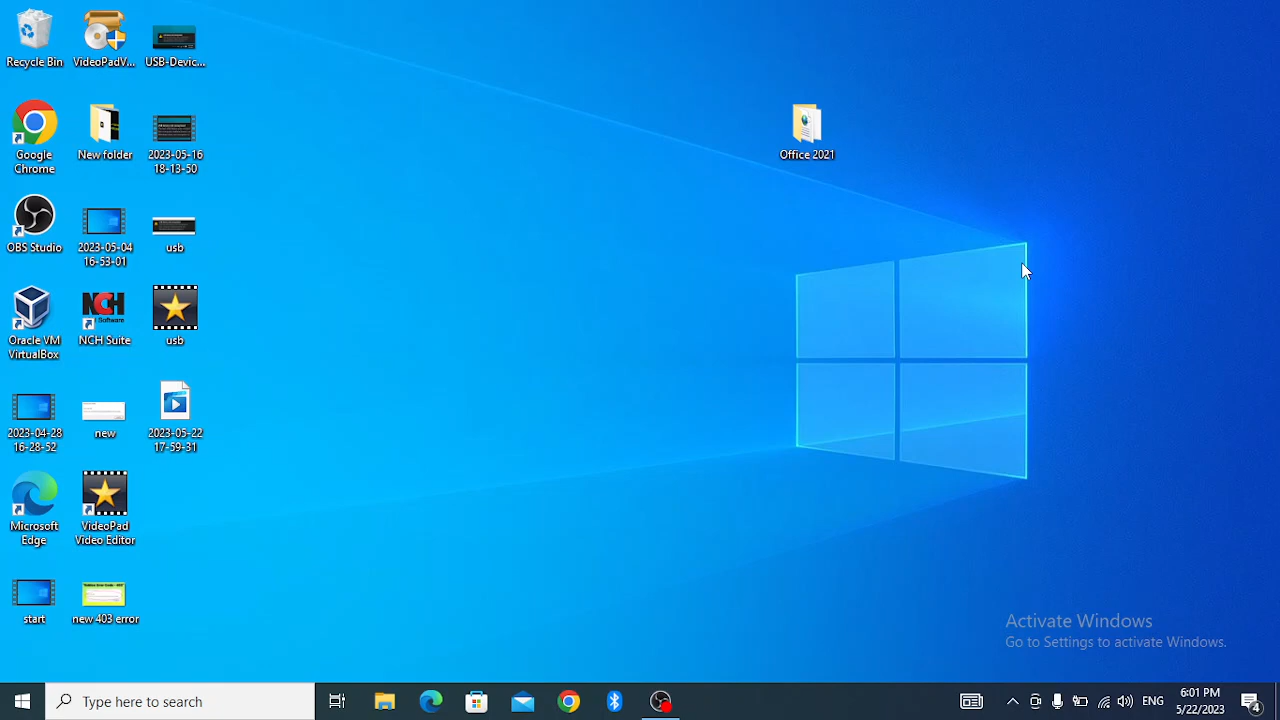 Recycle Bin
VideoPadV...
USB-Devic...
Google
Chrome
New folder
2023-05-16
18-13-50
OBS Studio
2023-05-04
16-53-01
usb
Oracle VM
VirtualBox
NCH Suite
usb
2023-04-28
16-28-52
new
2023-05-22
17-59-31
Microsoft
Edge
VideoPad
Video Editor
start
new 403 error
Office 2021
Activate Windows
Go to Settings to activate Windows.
Type here to search
ENG
6:01 PM
5/22/2023
4